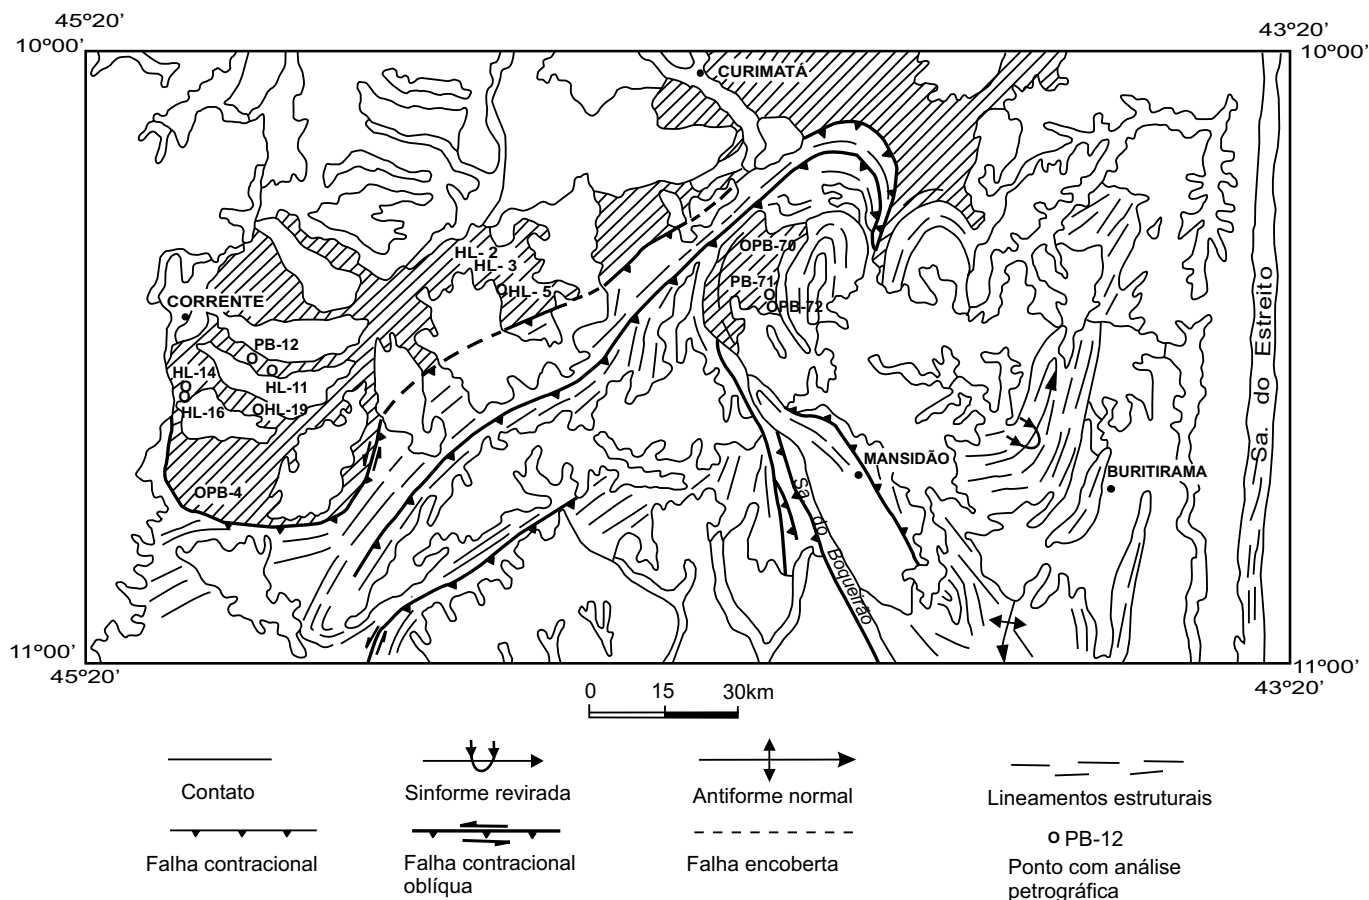 45º20’
43º20’
10º00’
10º00’
CURIMATÁ
HL- 2
HL- 3
HL- 5
OPB-70
PB-71
OPB-72
CORRENTE
PB-12
HL-14
HL-11
HL-16
OHL-19
OPB-4
MANSIDÃO
BURITIRAMA
Sa. do Boqueirão
Sa. do Estreito
11º00’
11º00’
45º20’
43º20’
0 15 30km
Contato
Sinforme revirada
Antiforme normal
Lineamentos estruturais
Falha contracional
Falha contracional
oblíqua
Falha encoberta
O PB-12
Ponto com análise
petrográfica